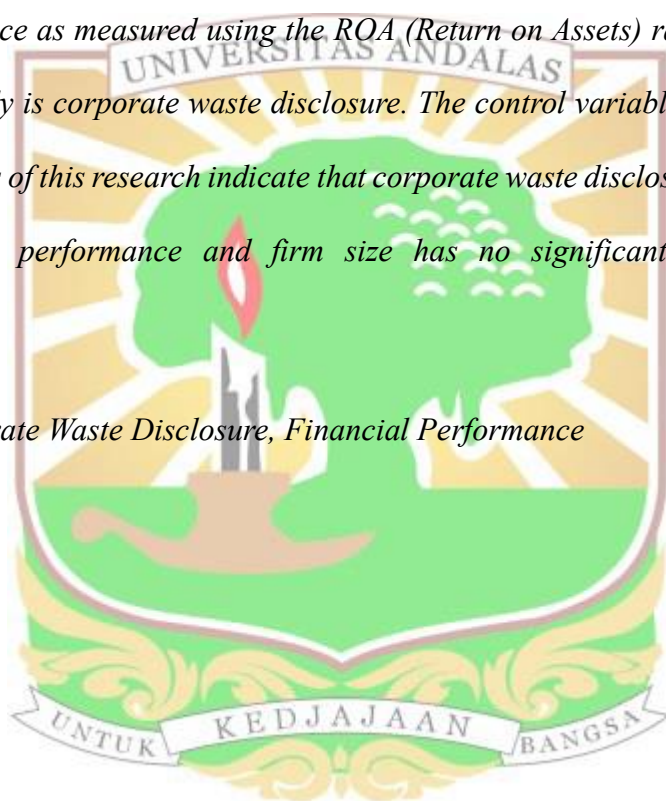 ce as measured using the ROA (Return on Assets) ra
UNIVERSITAS ANDALAS
y is corporate waste disclosure. The control variabl
of this research indicate that corporate waste disclos
performance and firm size has no significant
rate Waste Disclosure, Financial Performance
UNTUK KEDJAJAAN BANGSA